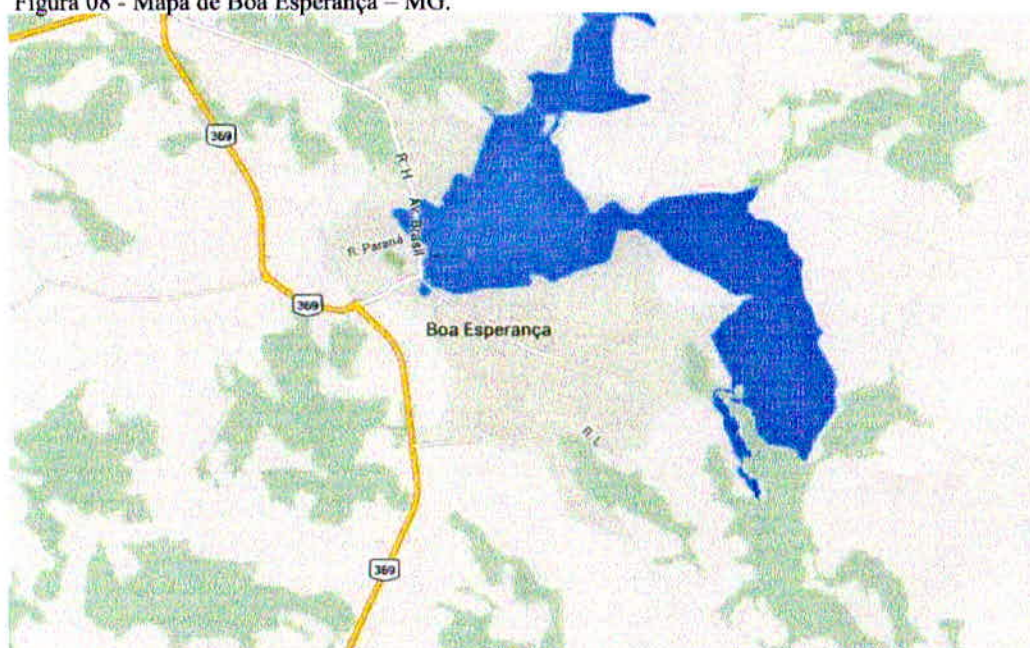 Figura 08 - Mapa de Boa Esperança – MG.
369
R. H
Av. Brasil
R. Paraná
369
Boa Esperança
R. L
369